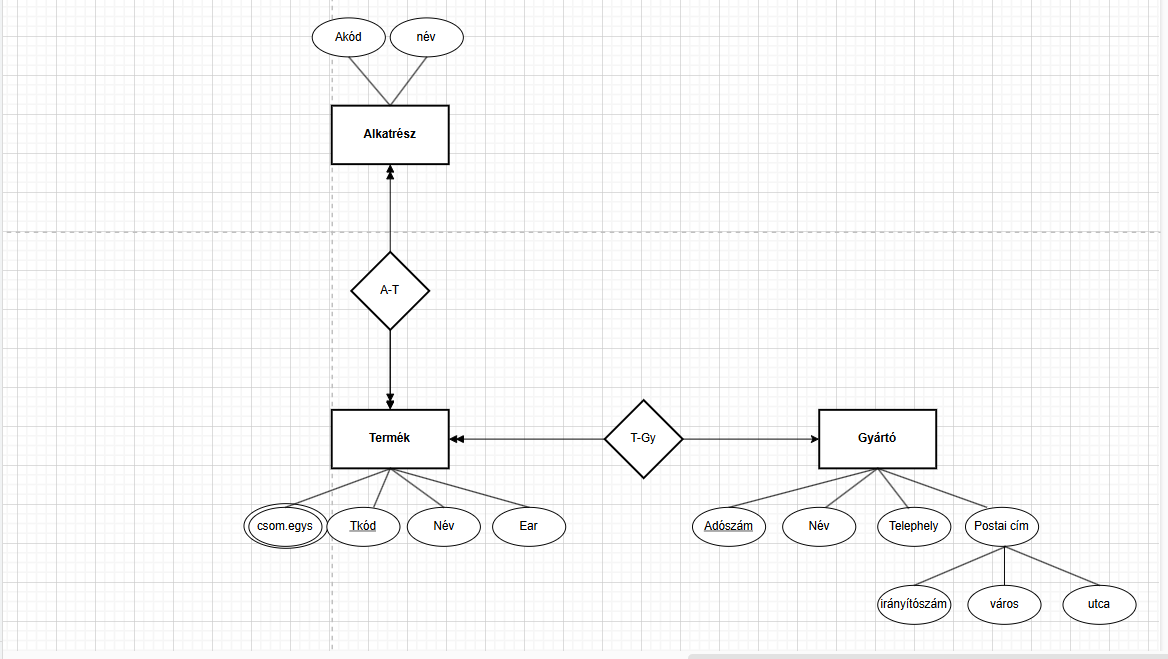 Akód
név
Alkatrész
A-T
Termék
T-Gy
Gyártó
csom.egys
Tkód
Név
Ear
Adószám
Név
Telephely
Postai cím
irányítószám
város
utca